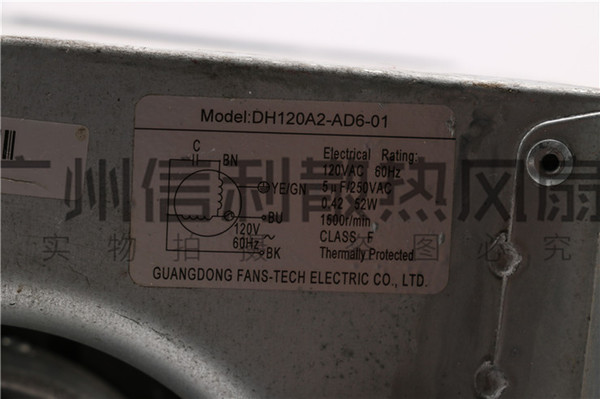 Model:DH120A2-AD6-01
C
BN
YE/GN
BU
120V
60Hz
BK
Electrical Rating:
120VAC 60Hz
5μF/250VAC
0.42 52W
1600r/min
CLASS F
Thermally Protected
GUANGDONG FANS-TECH ELECTRIC CO., LTD.
广州信利散热风扇
实物拍摄 必究